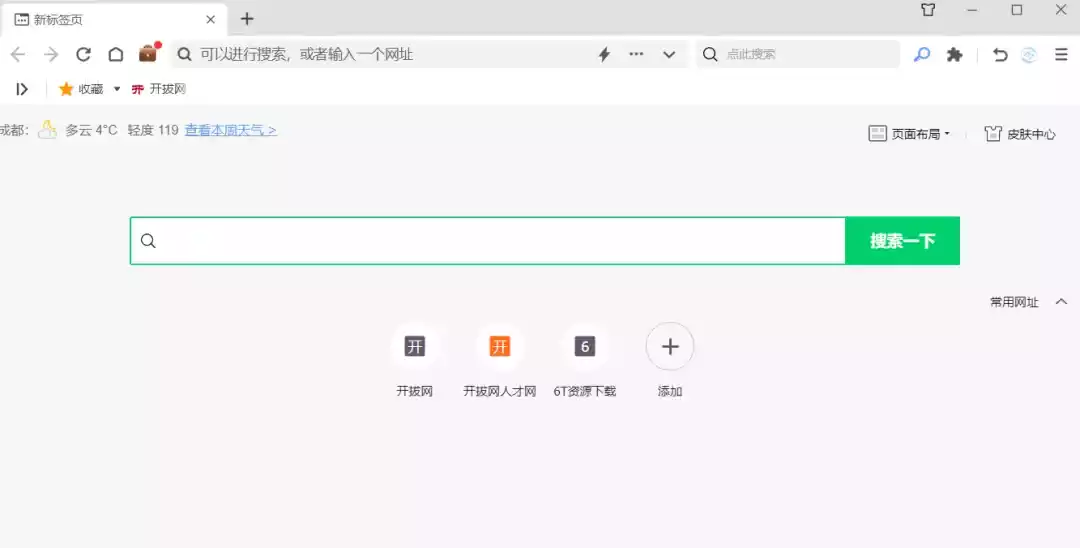 新标签页
可以进行搜索，或者输入一个网址
点此搜索
收藏
开
开拔网
成都：
多云 4°C 轻度 119 查看本周天气 >
页面布局
皮肤中心
搜索一下
常用网址
开 开 6
开拔网 开拔网人才网 6T资源下载 添加